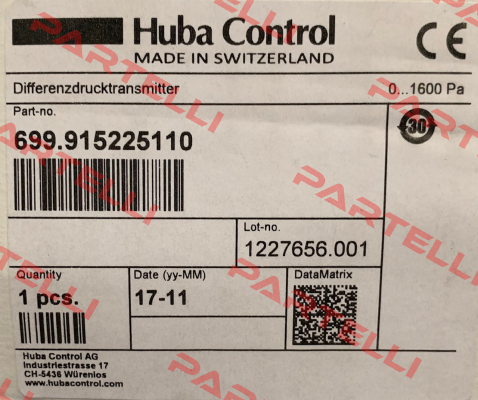 Huba Control
MADE IN SWITZERLAND
Differenzdrucktransmitter 0...1600 Pa
Part-no.
699.915225110
30
Lot-no.
1227656.001
Quantity Date (yy-MM) DataMatrix
1 pcs. 17-11
Huba Control AG
Industriestrasse 17
CH-5436 Würenlos
www.hubacontrol.com
CE
PARTELLI
PARTELLI
PARTELLI
PARTELLI
PARTELLI